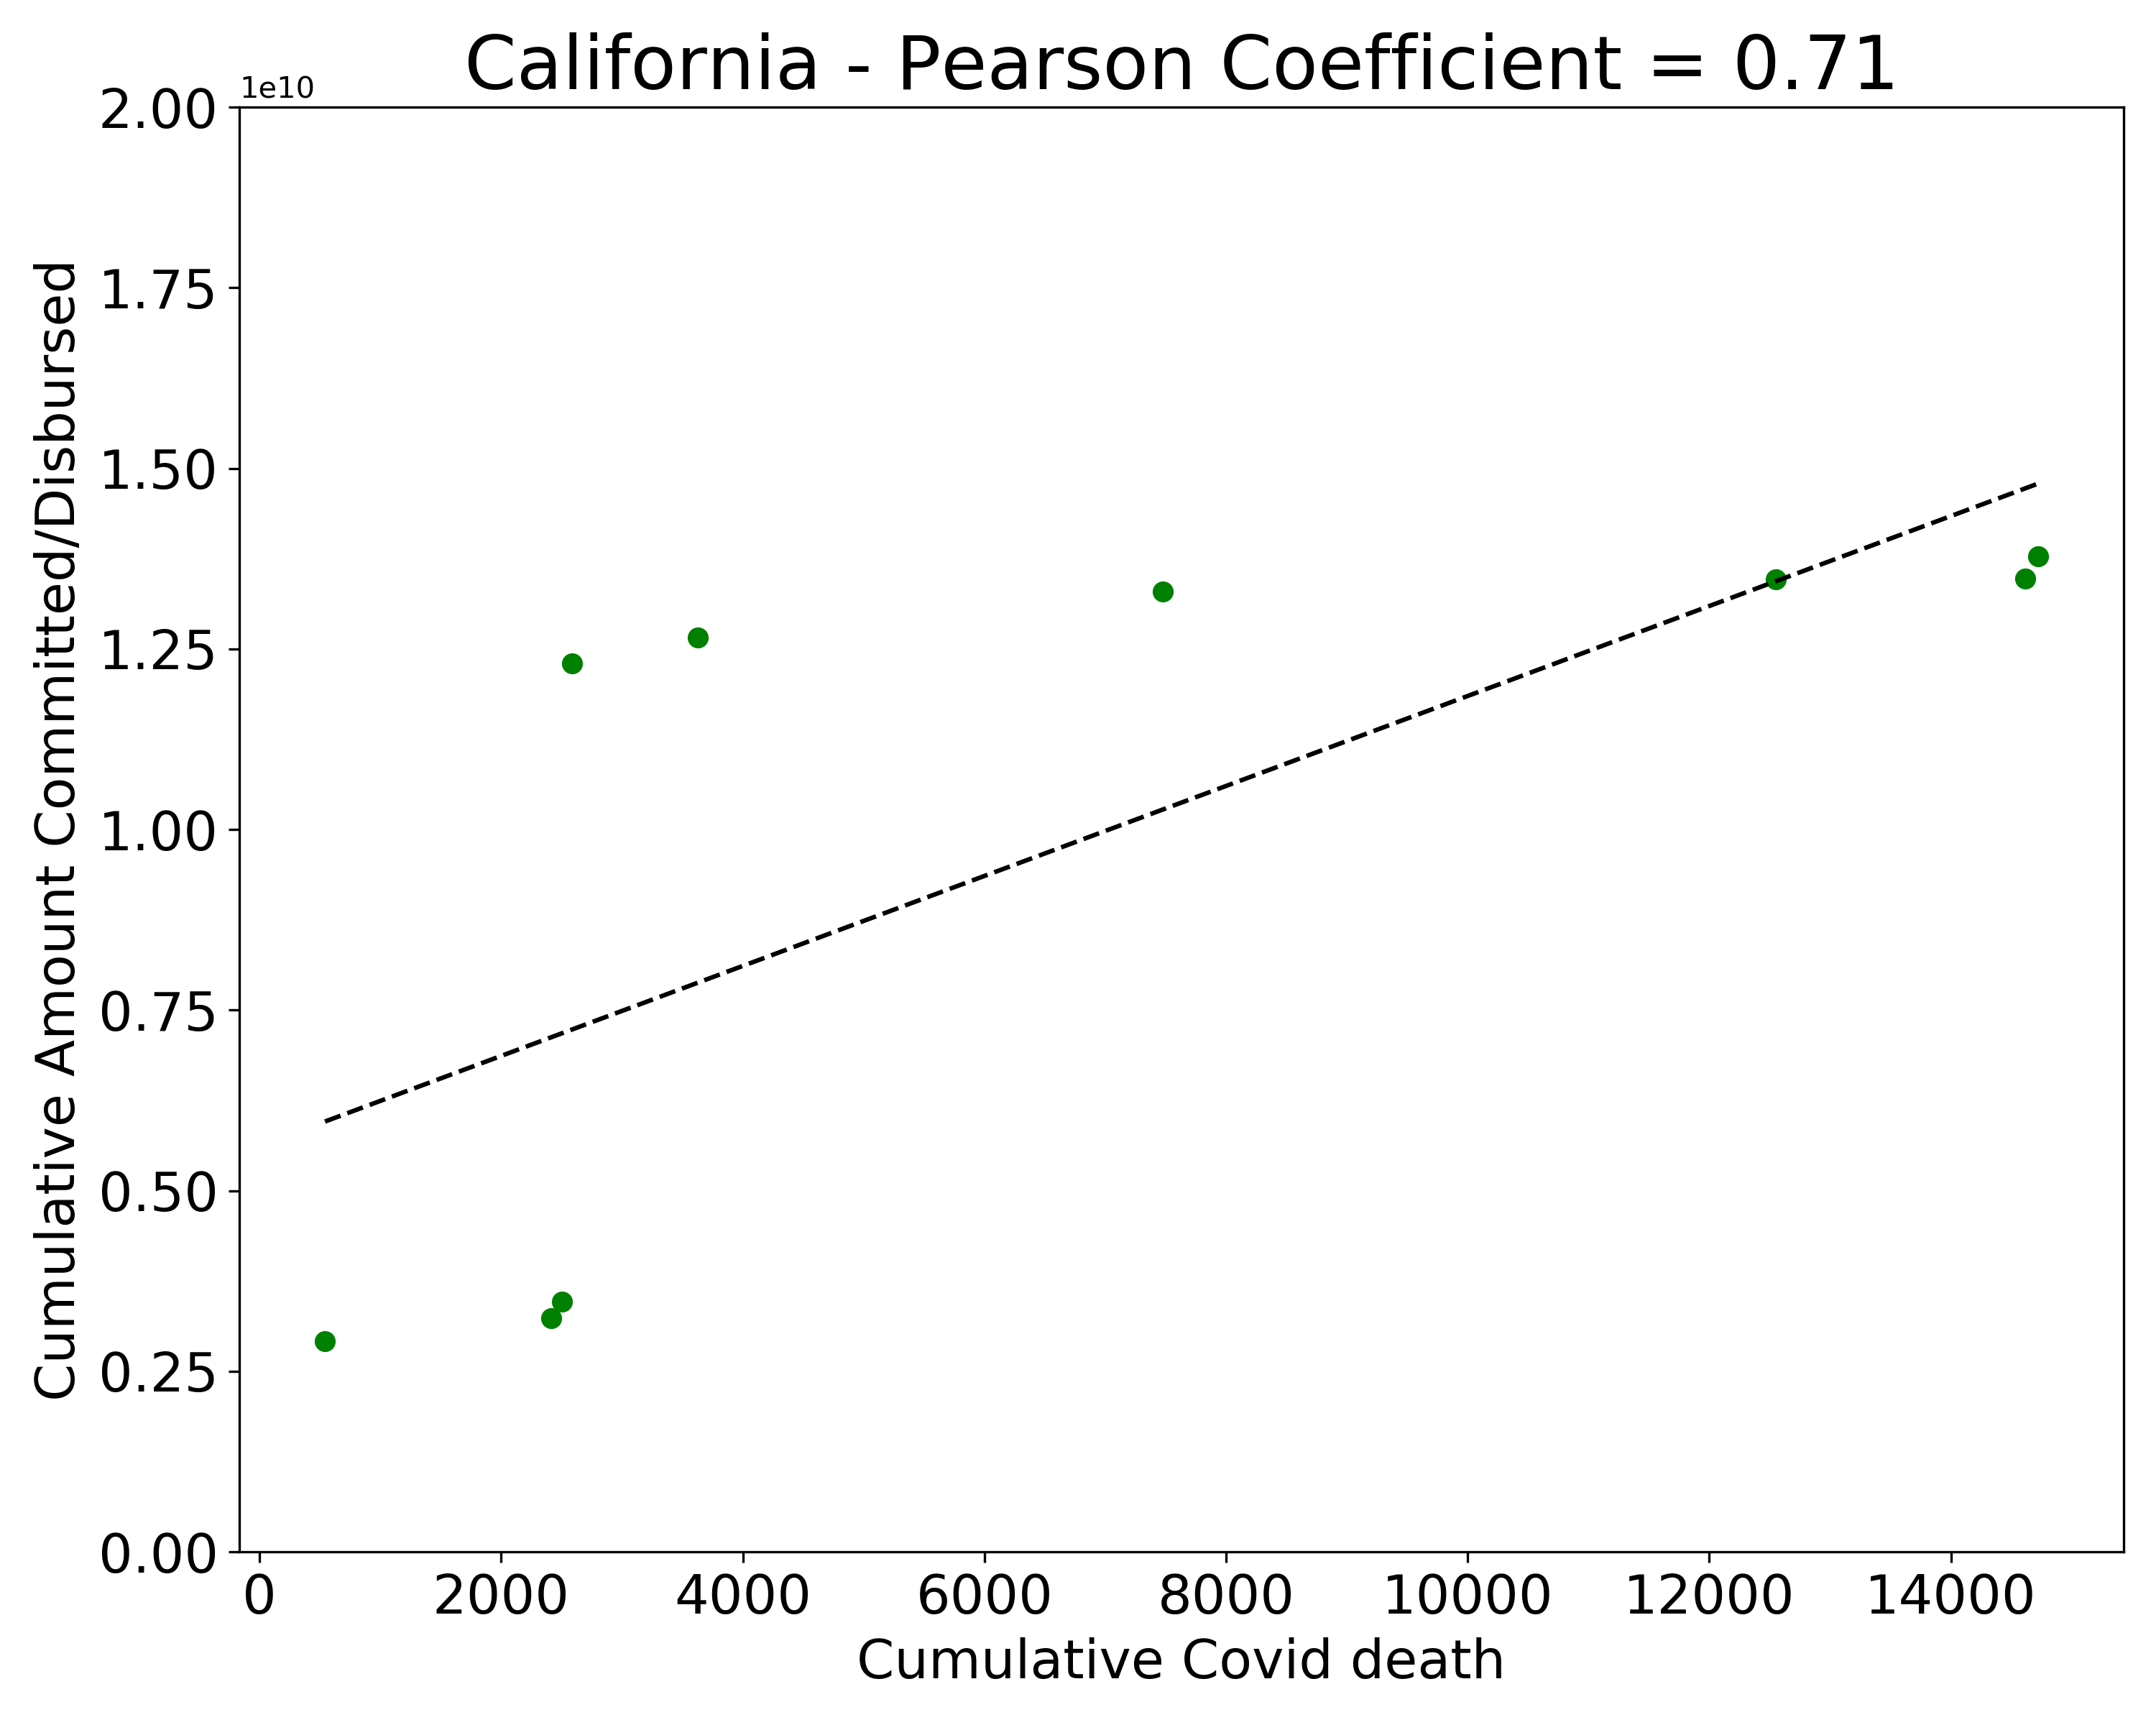 California - Pearson Coefficient = 0.71
1e10
2.00
1.75
1.50
1.25
1.00
0.75
0.50
0.25
0.00
Cumulative Amount Committed/Disbursed
0 2000 4000 6000 8000 10000 12000 14000
Cumulative Covid death